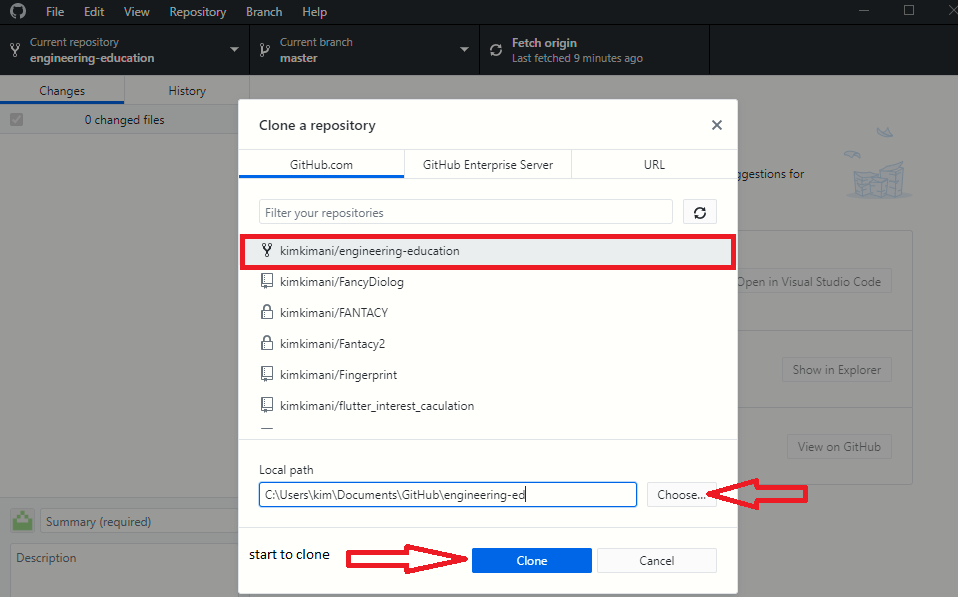 File Edit View Repository Branch Help
Current repository
engineering-education
Current branch
master
Fetch origin
Last fetched 9 minutes ago
Changes History
0 changed files
Clone a repository
GitHub.com GitHub Enterprise Server URL
ggestions for
Filter your repositories
kimkimani/engineering-education
kimkimani/FancyDiolog
Open in Visual Studio Code
kimkimani/FANTACY
kimkimani/Fantacy2
kimkimani/Fingerprint
Show in Explorer
kimkimani/flutter_interest_caculation
View on GitHub
Local path
C:\Users\kim\Documents\GitHub\engineering-ed
Choose...
Summary (required)
Description
start to clone
Clone Cancel